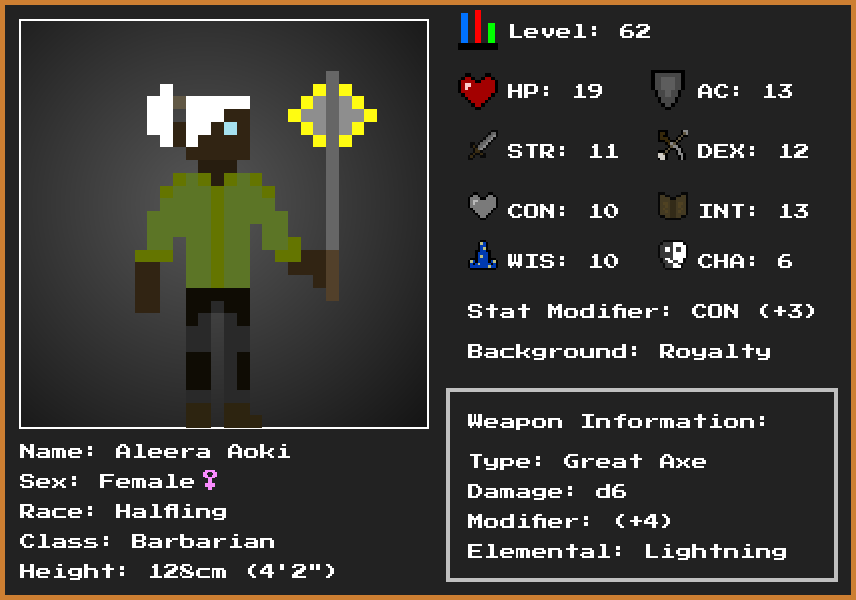 Level: 62
HP: 19
AC: 13
STR: 11
DEX: 12
CON: 10
INT: 13
WIS: 10
CHA: 6
Stat Modifier: CON (+3)
Background: Royalty
Weapon Information:
Type: Great Axe
Damage: d6
Modifier: (+4)
Elemental: Lightning
Name: Aleera Aoki
Sex: Female♀
Race: Halfling
Class: Barbarian
Height: 128cm (4'2")